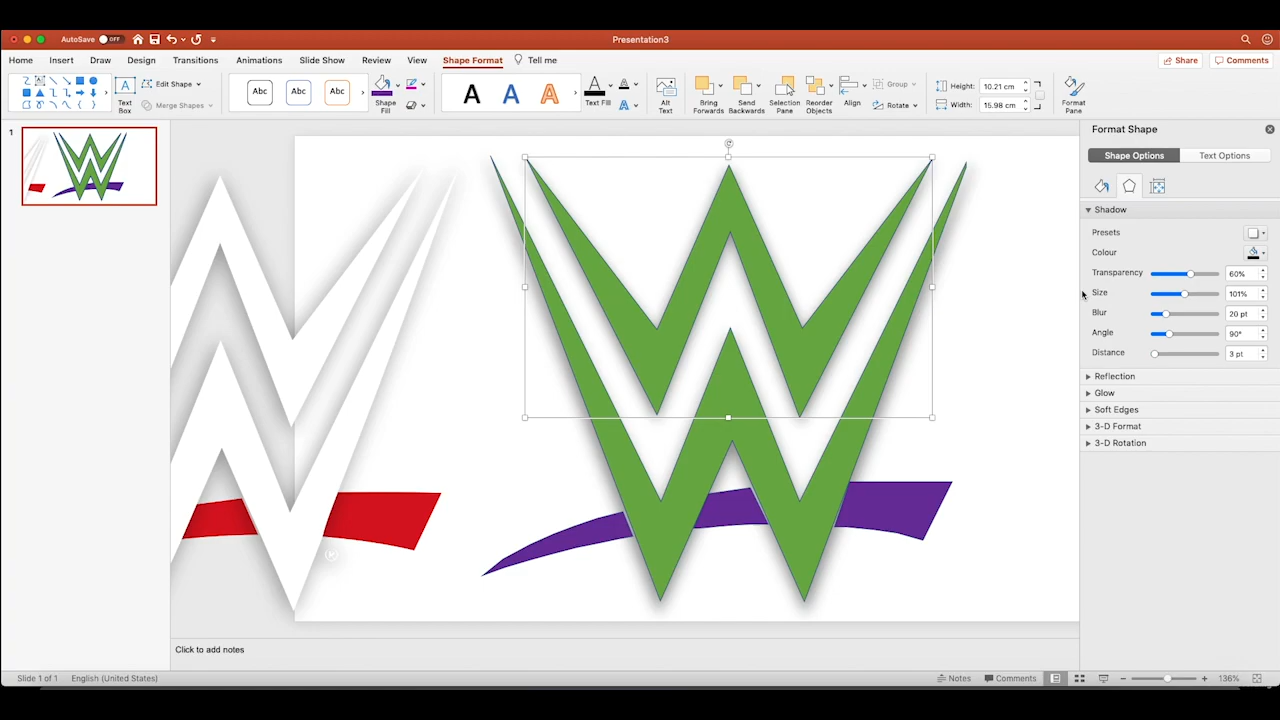 AutoSave OFF Presentation3
Home Insert Draw Design Transitions Animations Slide Show Review View Shape Format Tell me Share Comments
A Text Box Edit Shape Merge Shapes Abc Abc Abc Shape Fill A A A A Text Fill A A Alt Text Bring Forwards Send Backwards Selection Pane Reorder Objects Align Group Rotate Height: 10.21 cm Width: 15.98 cm Format Pane
1
Format Shape
Shape Options Text Options
Shadow
Presets
Colour
Transparency 60%
Size 101%
Blur 20 pt
Angle 90°
Distance 3 pt
Reflection
Glow
Soft Edges
3-D Format
3-D Rotation
Click to add notes
Slide 1 of 1 English (United States) Notes Comments 136%